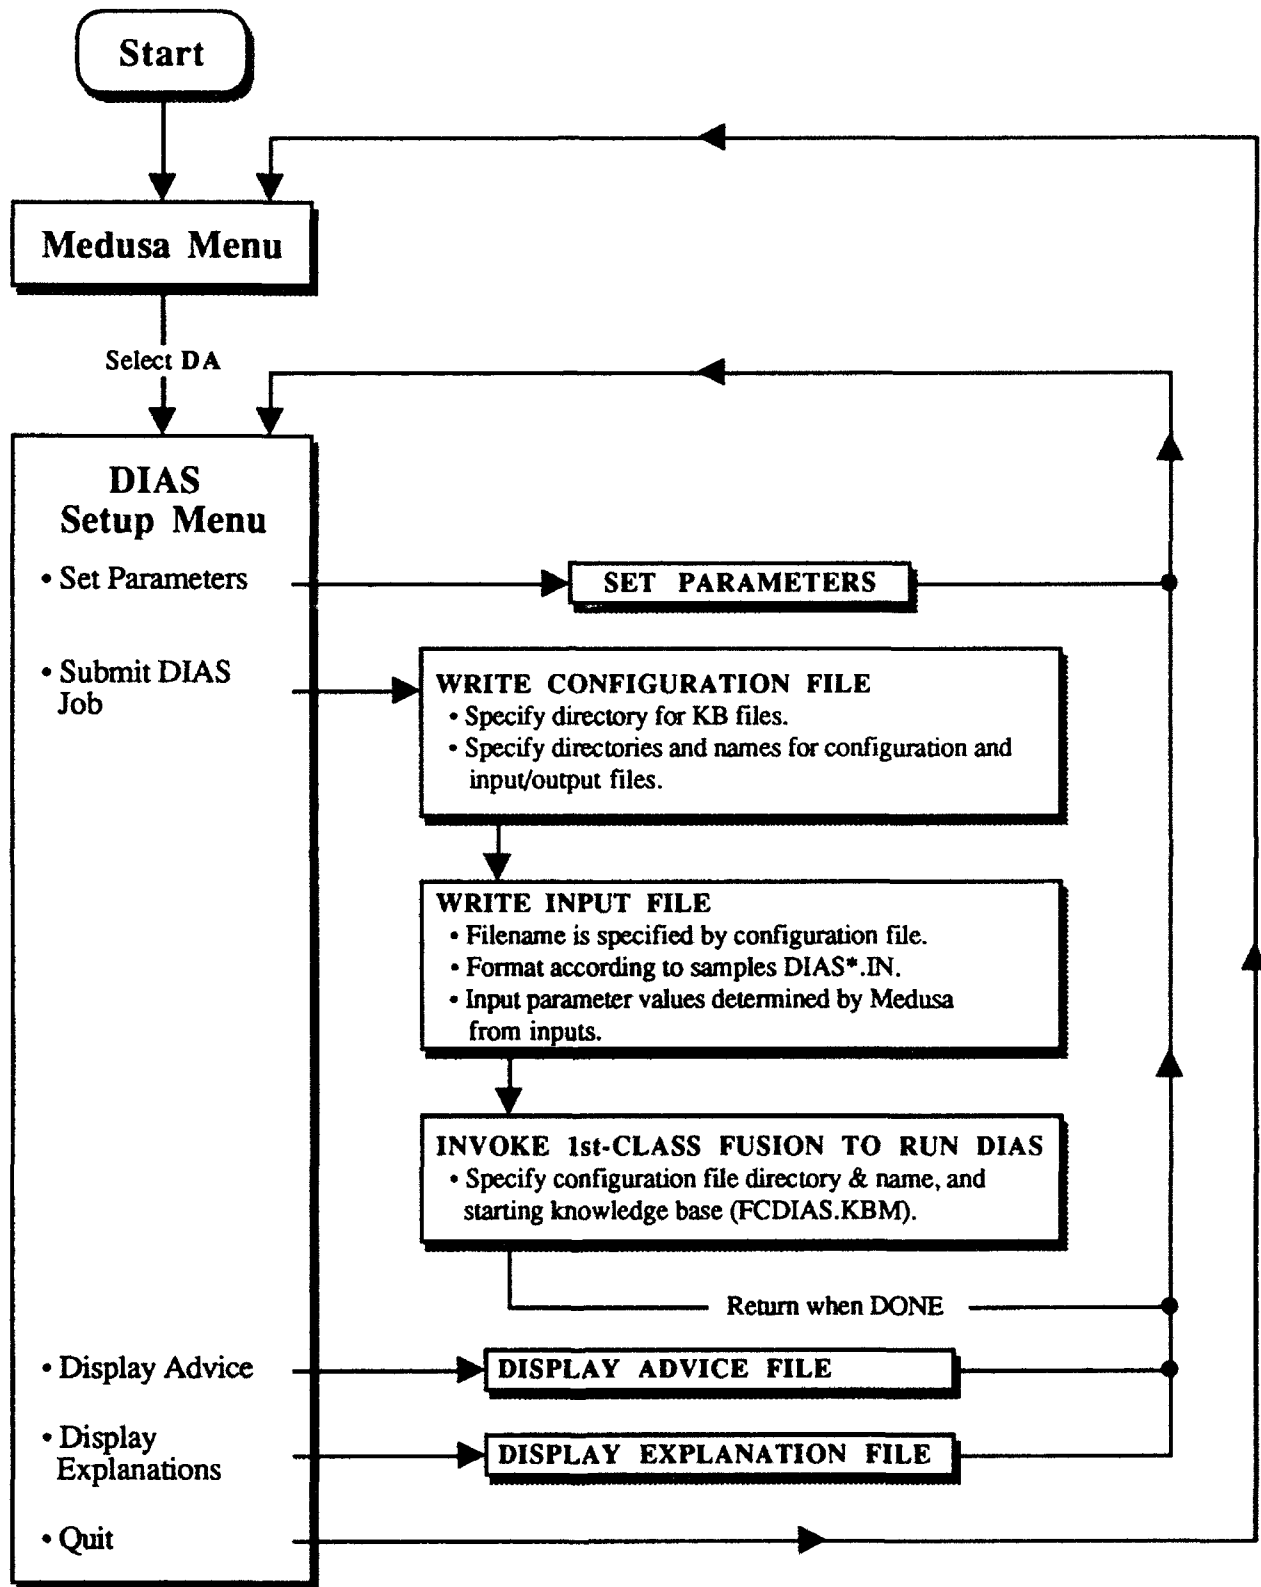 Start
Medusa Menu
Select DA
DIAS
Setup Menu
• Set Parameters
SET PARAMETERS
• Submit DIAS
Job
WRITE CONFIGURATION FILE
• Specify directory for KB files.
• Specify directories and names for configuration and
input/output files.
WRITE INPUT FILE
• Filename is specified by configuration file.
• Format according to samples DIAS*.IN.
• Input parameter values determined by Medusa
from inputs.
INVOKE 1st-CLASS FUSION TO RUN DIAS
• Specify configuration file directory & name, and
starting knowledge base (FCDIAS.KBM).
Return when DONE
• Display Advice
DISPLAY ADVICE FILE
• Display
Explanations
DISPLAY EXPLANATION FILE
• Quit